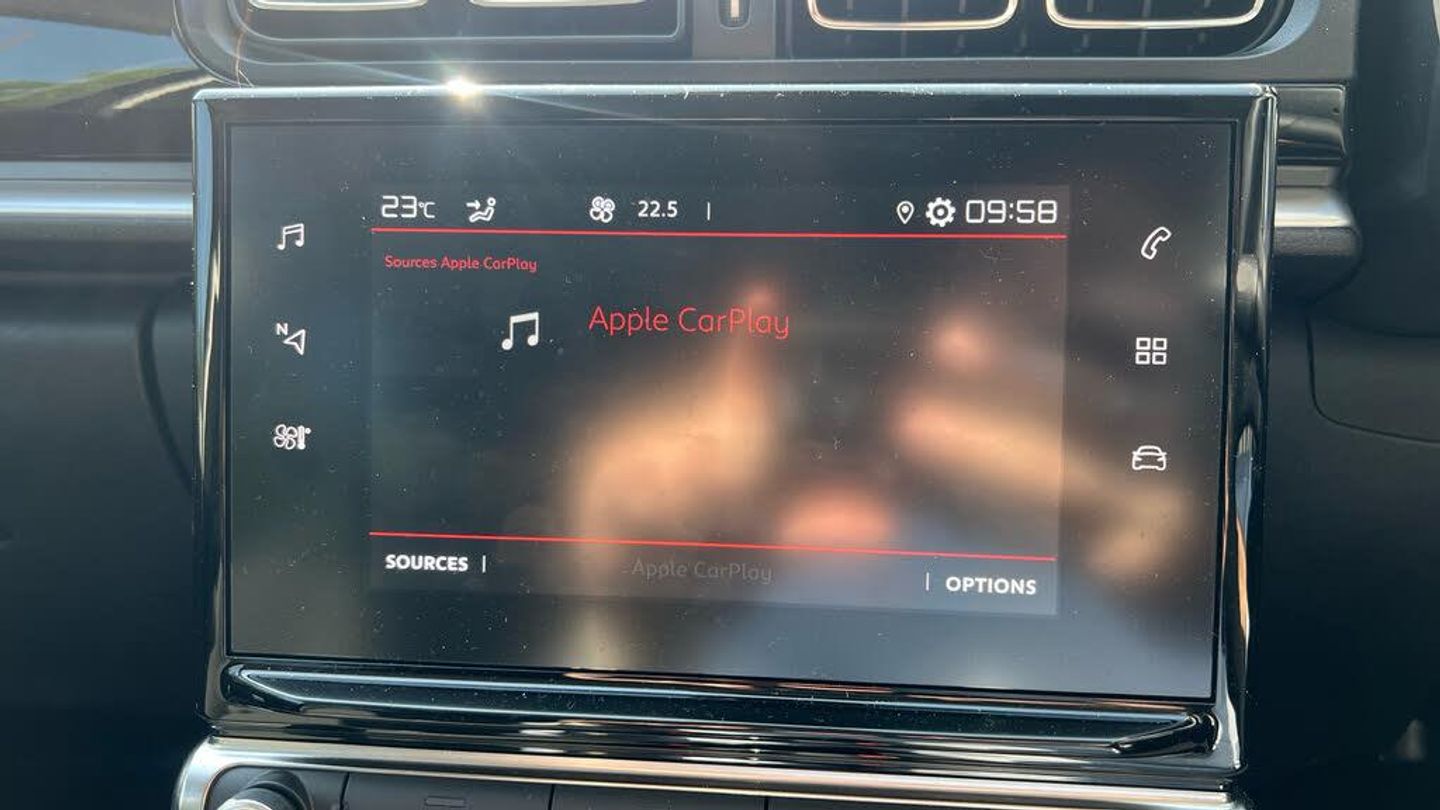 23°C 22.5 | 09:58
Sources Apple CarPlay
Apple CarPlay
N
SOURCES | Apple CarPlay | OPTIONS